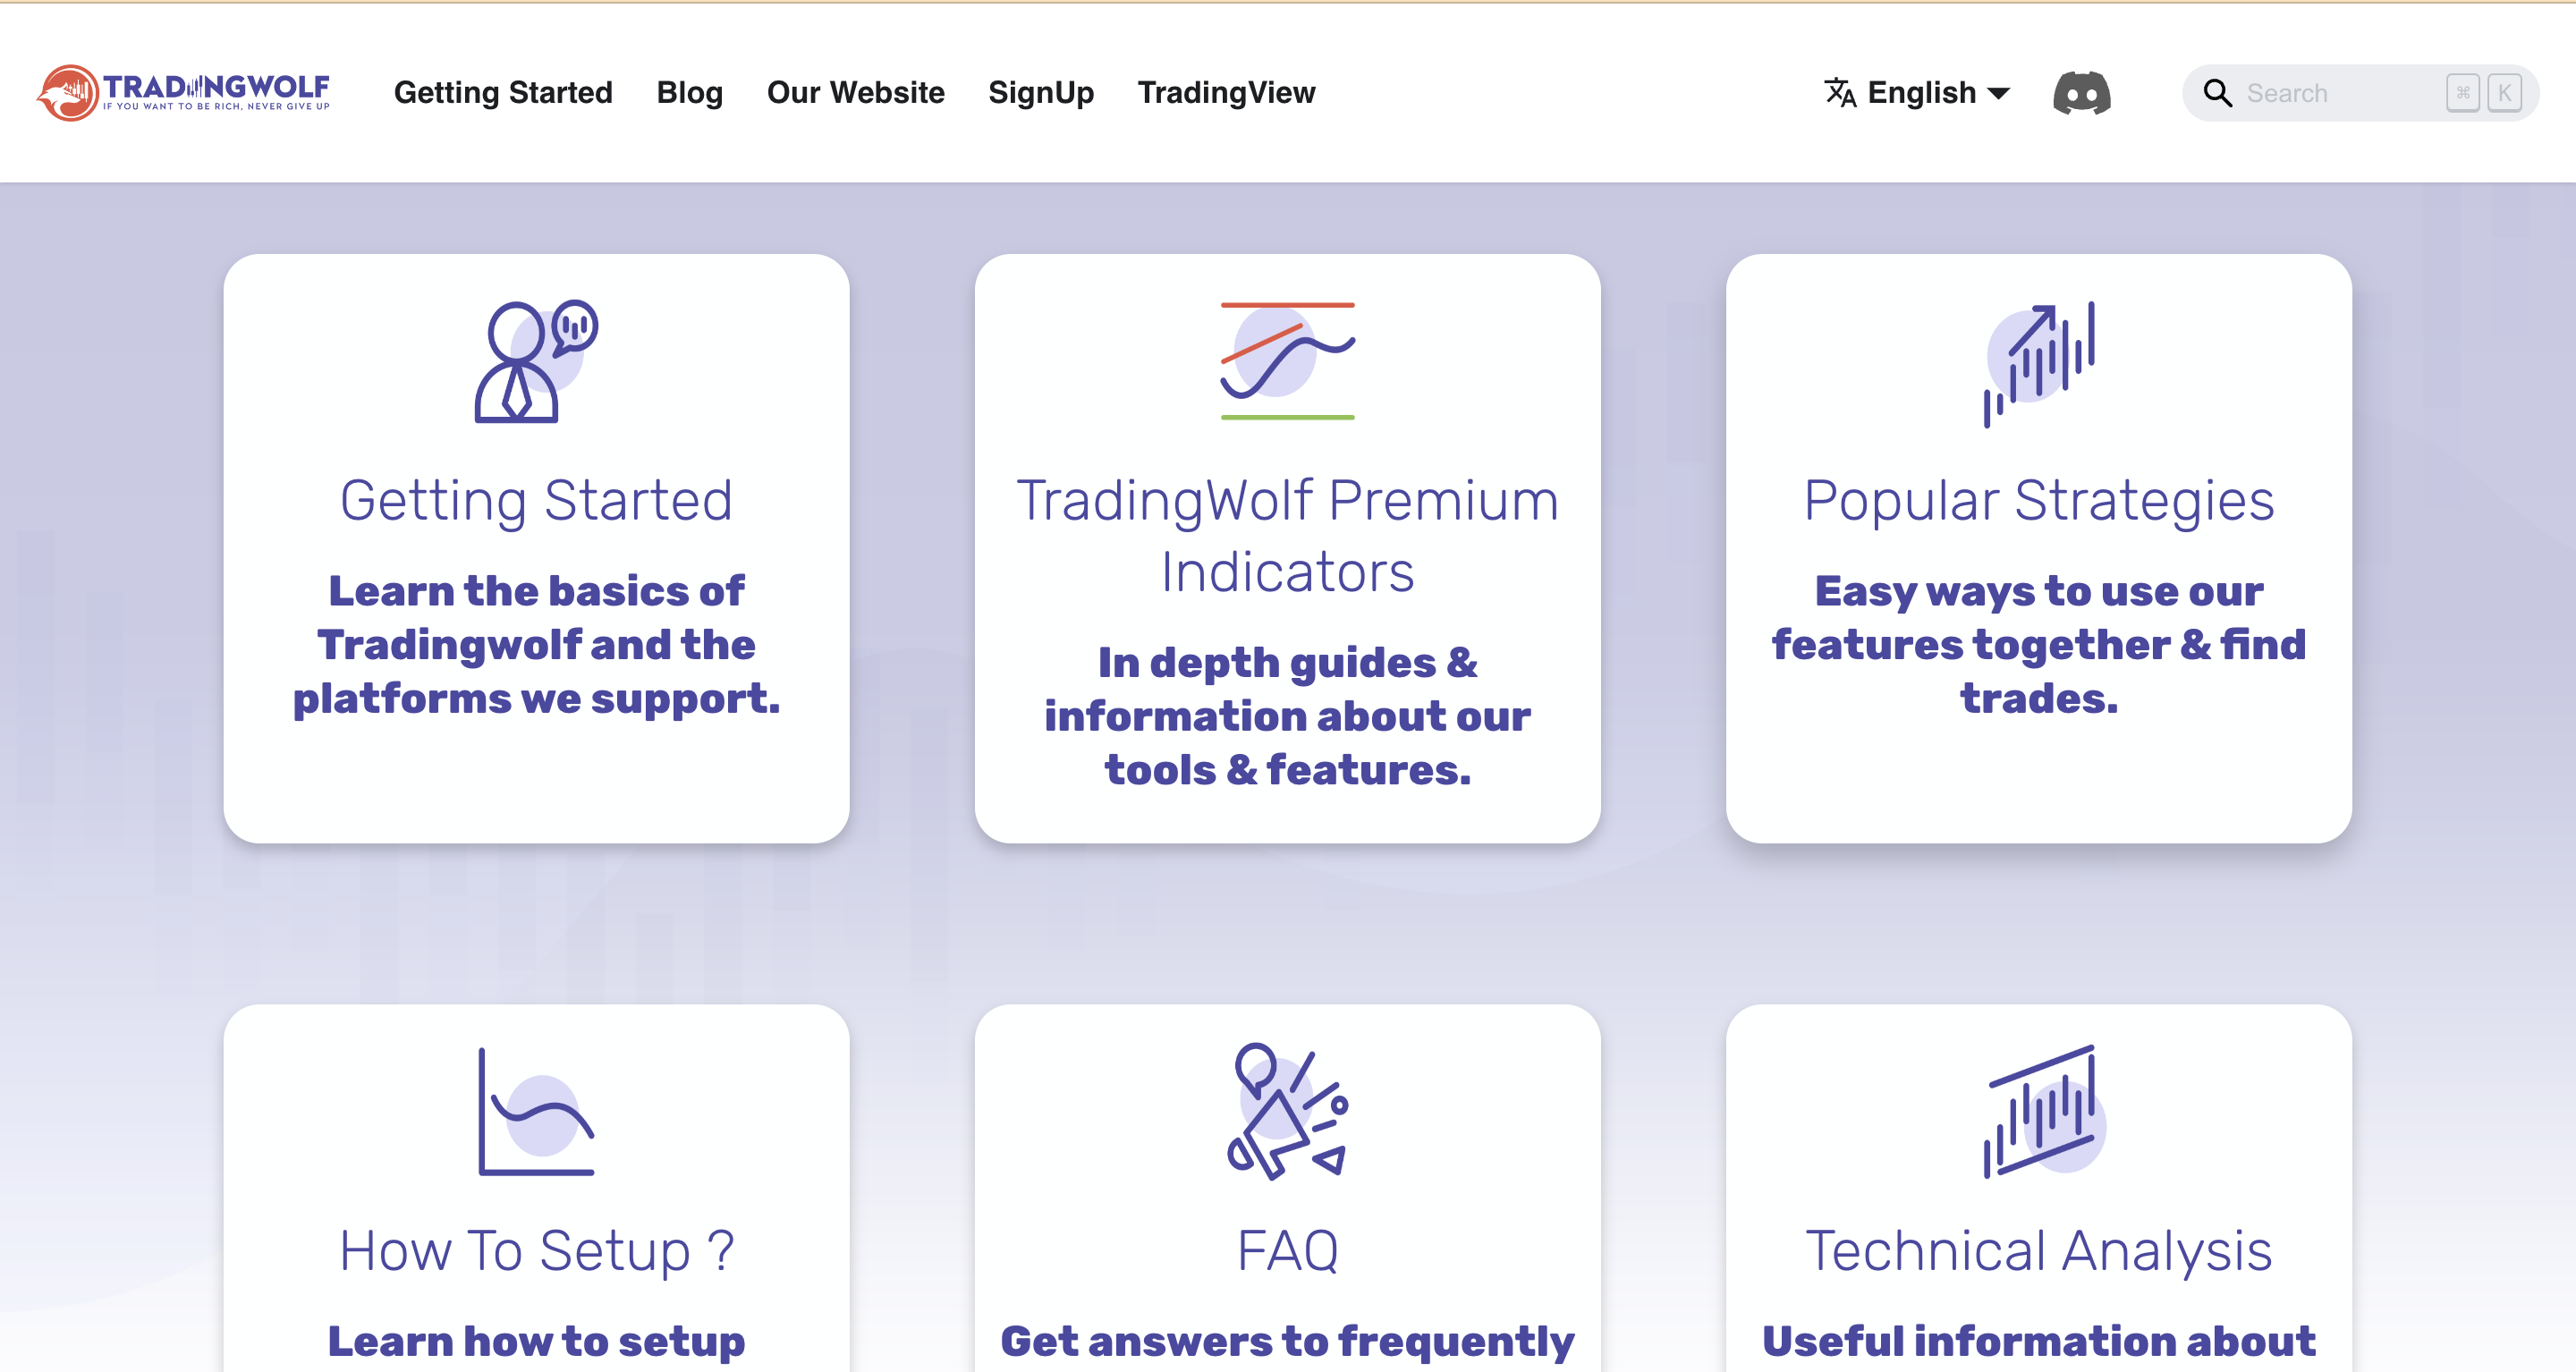 TRADINGWOLF
IF YOU WANT TO BE RICH, NEVER GIVE UP
Getting Started
Blog
Our Website
SignUp
TradingView
English
Search
⌘
K
Getting Started
Learn the basics of
Tradingwolf and the
platforms we support.
TradingWolf Premium
Indicators
In depth guides &
information about our
tools & features.
Popular Strategies
Easy ways to use our
features together & find
trades.
How To Setup ?
Learn how to setup
FAQ
Get answers to frequently
Technical Analysis
Useful information about